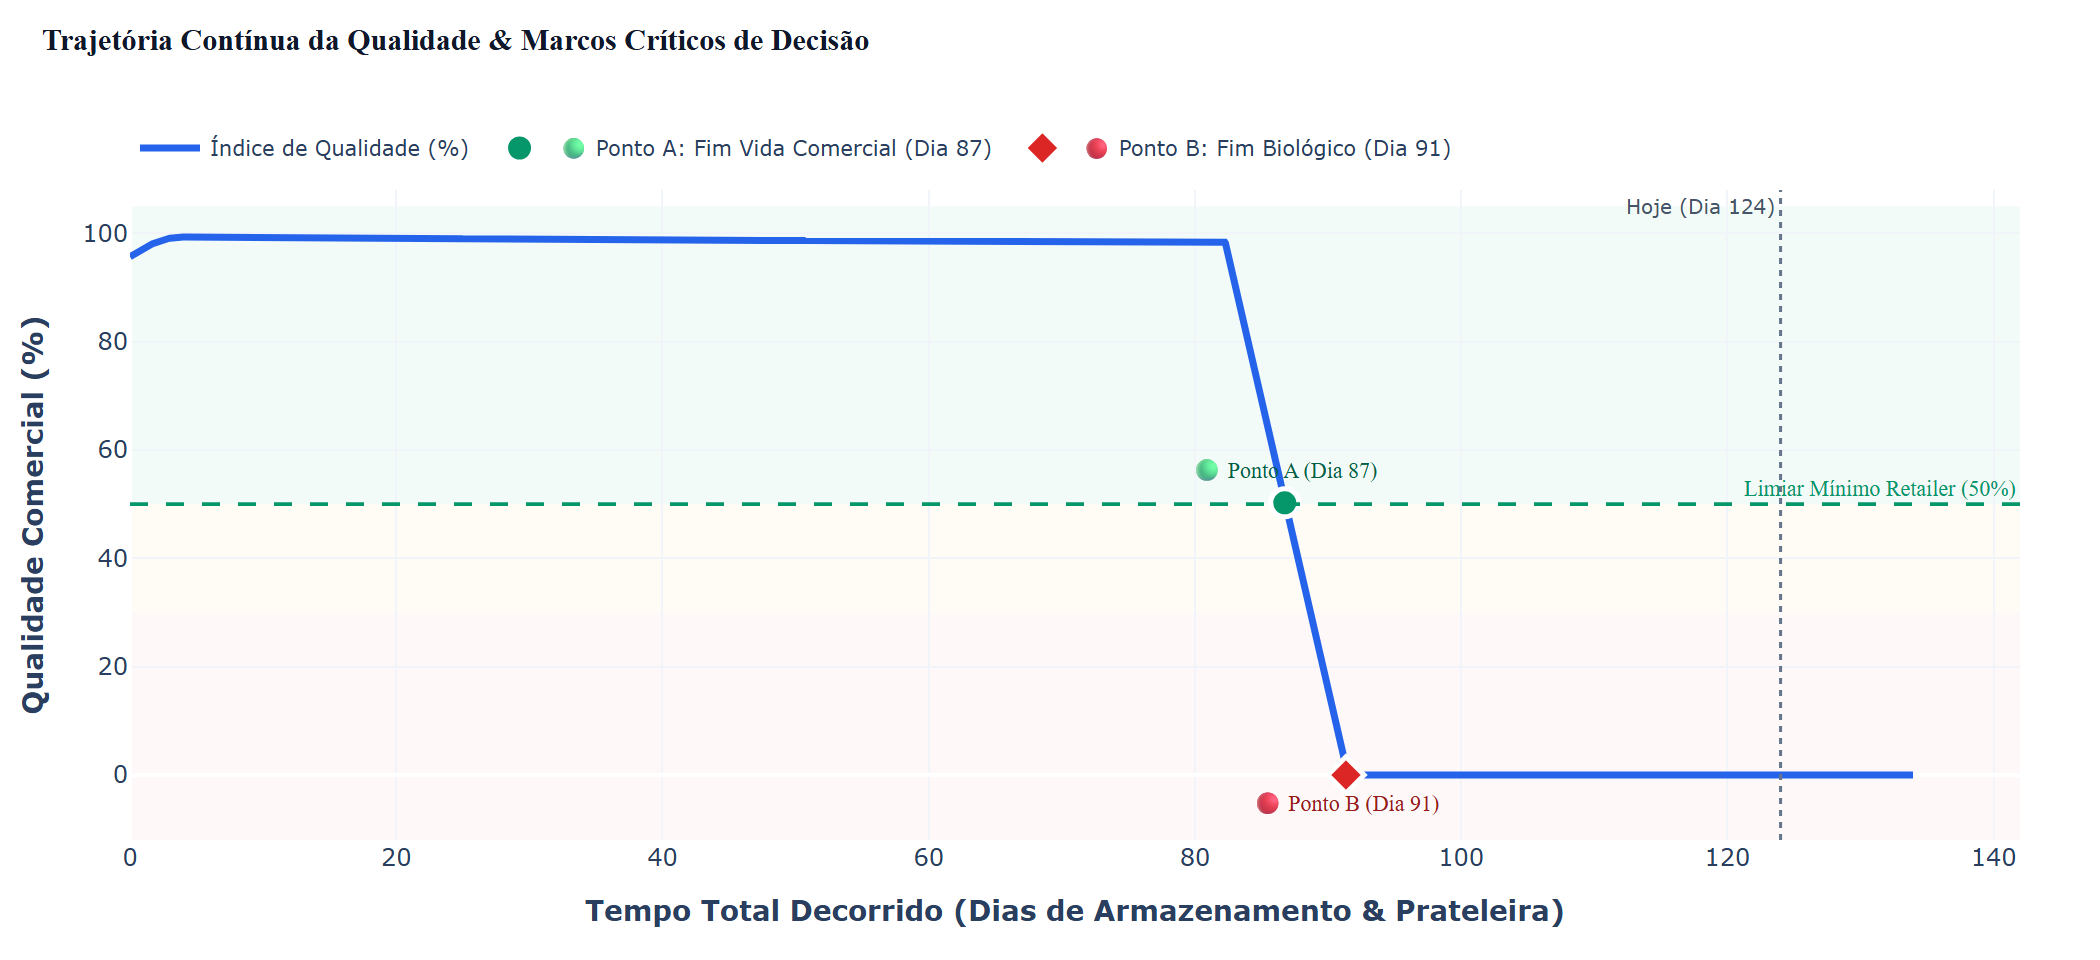 Trajetória Contínua da Qualidade & Marcos Críticos de Decisão
Índice de Qualidade (%)
Ponto A: Fim Vida Comercial (Dia 87)
Ponto B: Fim Biológico (Dia 91)
Hoje (Dia 124)
100
80
60
40
20
0
Qualidade Comercial (%)
Ponto A (Dia 87)
Limiar Mínimo Retailer (50%)
Ponto B (Dia 91)
0
20
40
60
80
100
120
140
Tempo Total Decorrido (Dias de Armazenamento & Prateleira)